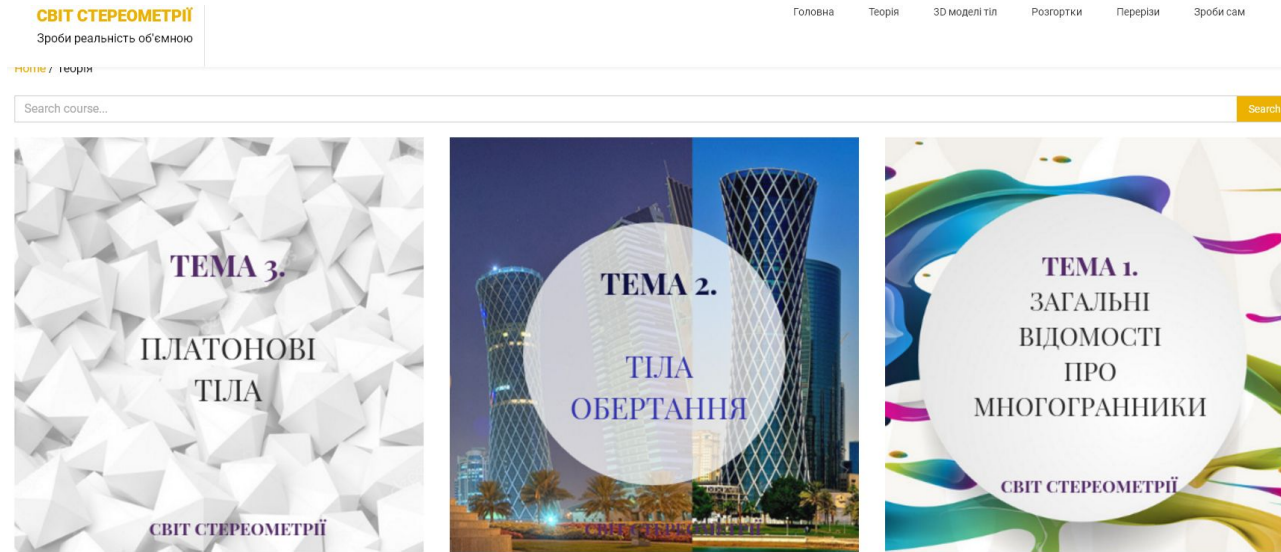 СВІТ СТЕРЕОМЕТРІЇ
Зроби реальність об'ємною
Головна Теорія 3D моделі тіл Розгортки Перерізи Зроби сам
Home / Теорія
Search course...
Search
ТЕМА 3.
ПЛАТОНОВІ
ТІЛА
СВІТ СТЕРЕОМЕТРІЇ
ТЕМА 2.
ТІЛА
ОБЕРТАННЯ
СВІТ СТЕРЕОМЕТРІЇ
ТЕМА 1.
ЗАГАЛЬНІ
ВІДОМОСТІ
ПРО
МНОГОГРАННИКИ
СВІТ СТЕРЕОМЕТРІЇ